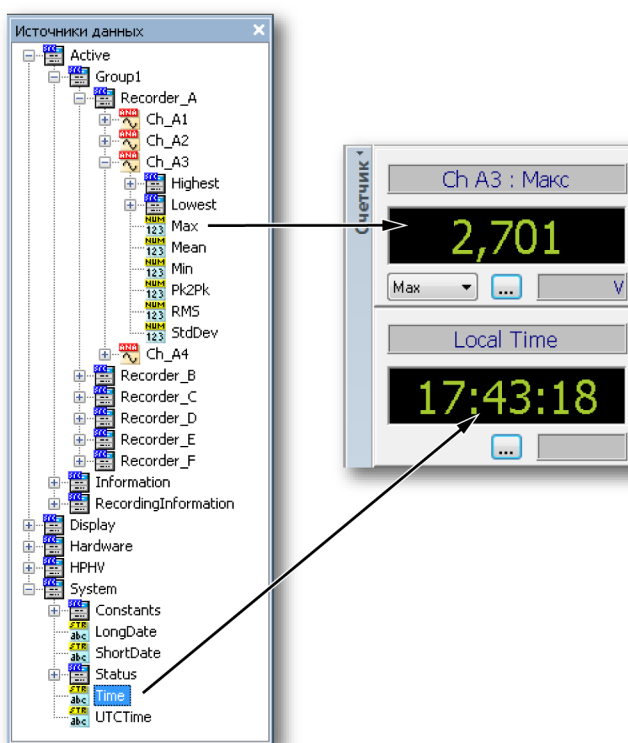 Источники данных
Active
Group1
Recorder_A
Ch_A1
Ch_A2
Ch_A3
Highest
Lowest
Max
Mean
Min
Pk2Pk
RMS
StdDev
Ch_A4
Recorder_B
Recorder_C
Recorder_D
Recorder_E
Recorder_F
Information
RecordingInformation
Display
Hardware
HPHV
System
Constants
LongDate
ShortDate
Status
Time
UTCTime
Счетчик
Ch A3 : Макс
2,701
Max
...
V
Local Time
17:43:18
...